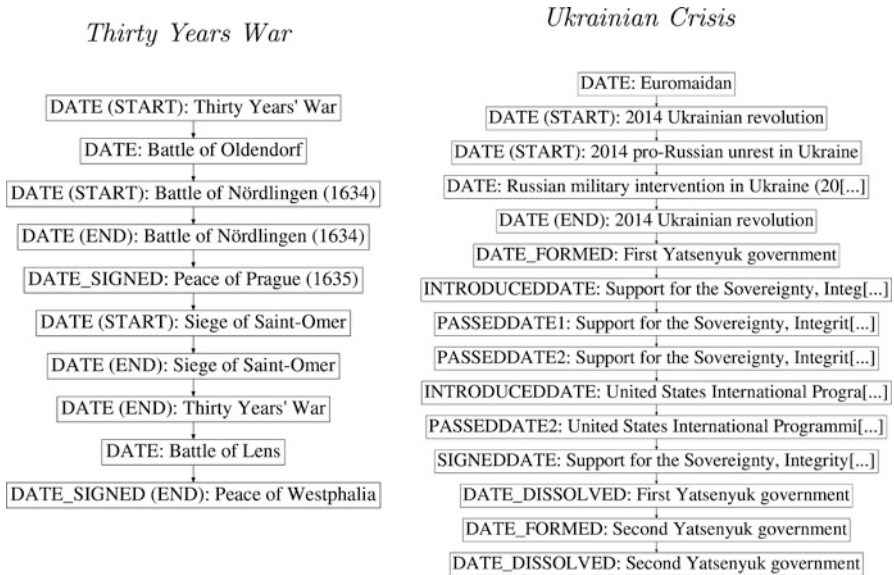 Thirty Years War
DATE (START): Thirty Years' War
DATE: Battle of Oldendorf
DATE (START): Battle of Nördlingen (1634)
DATE (END): Battle of Nördlingen (1634)
DATE_SIGNED: Peace of Prague (1635)
DATE (START): Siege of Saint-Omer
DATE (END): Siege of Saint-Omer
DATE (END): Thirty Years' War
DATE: Battle of Lens
DATE_SIGNED (END): Peace of Westphalia
Ukrainian Crisis
DATE: Euromaidan
DATE (START): 2014 Ukrainian revolution
DATE (START): 2014 pro-Russian unrest in Ukraine
DATE: Russian military intervention in Ukraine (20[...]
DATE (END): 2014 Ukrainian revolution
DATE_FORMED: First Yatsenyuk government
INTRODUCEDDATE: Support for the Sovereignty, Integ[...]
PASSEDDATE1: Support for the Sovereignty, Integrit[...]
PASSEDDATE2: Support for the Sovereignty, Integrit[...]
INTRODUCEDDATE: United States International Progra[...]
PASSEDDATE2: United States International Programmi[...]
SIGNEDDATE: Support for the Sovereignty, Integrity[...]
DATE_DISSOLVED: First Yatsenyuk government
DATE_FORMED: Second Yatsenyuk government
DATE_DISSOLVED: Second Yatsenyuk government